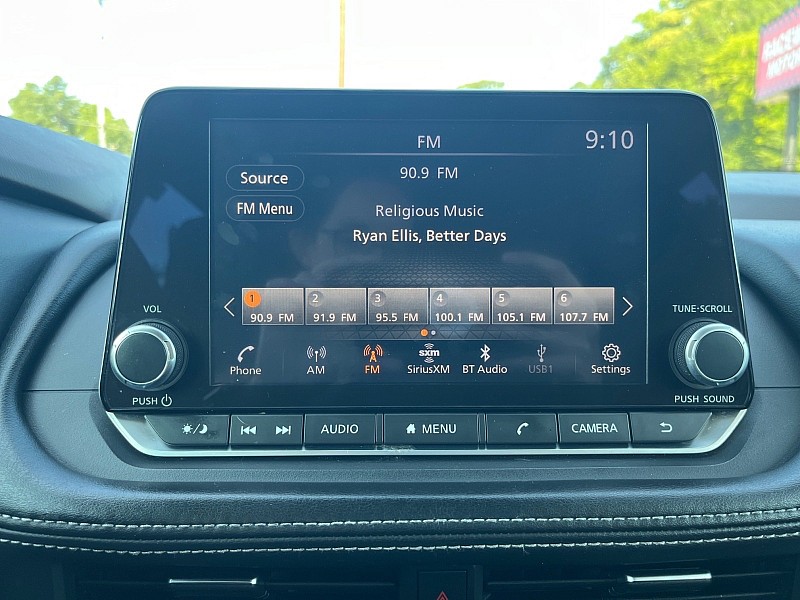 FM 9:10
Source 90.9 FM
FM Menu Religious Music
Ryan Ellis, Better Days
1 2 3 4 5 6
90.9 FM 91.9 FM 95.5 FM 100.1 FM 105.1 FM 107.7 FM
sxm
Phone AM FM SiriusXM BT Audio USB1 Settings
VOL
TUNE·SCROLL
PUSH
PUSH SOUND
AUDIO MENU CAMERA